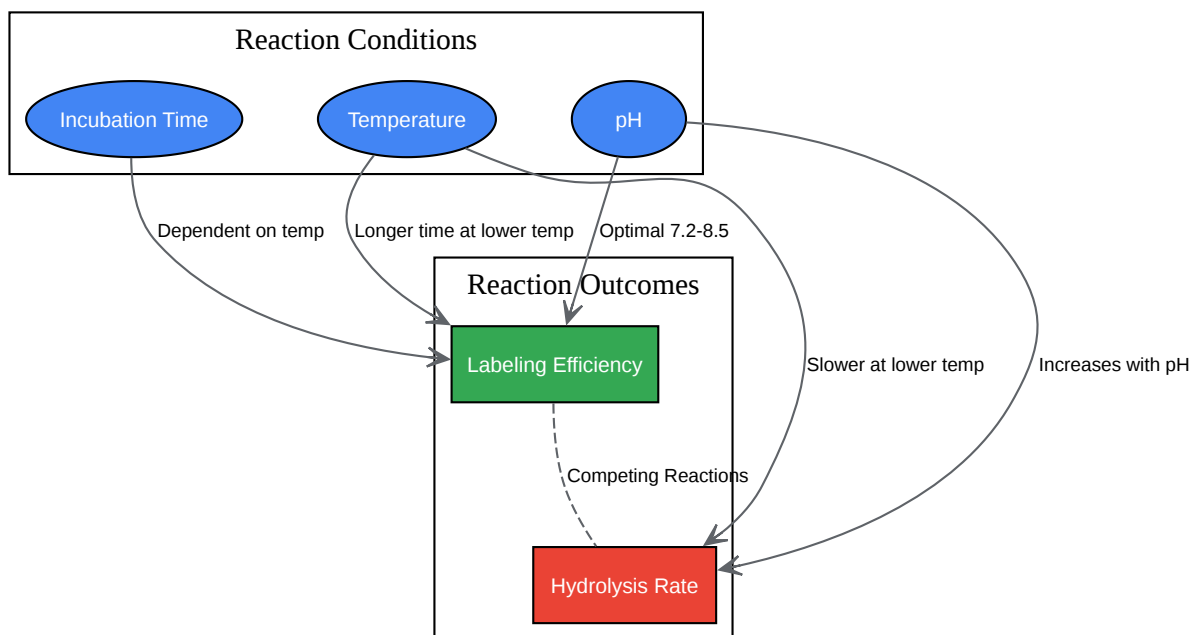 Reaction Conditions
Incubation Time
Temperature
pH
Dependent on temp
Longer time at lower temp
Optimal 7.2-8.5
Reaction Outcomes
Labeling Efficiency
Slower at lower temp
Increases with pH
Competing Reactions
Hydrolysis Rate